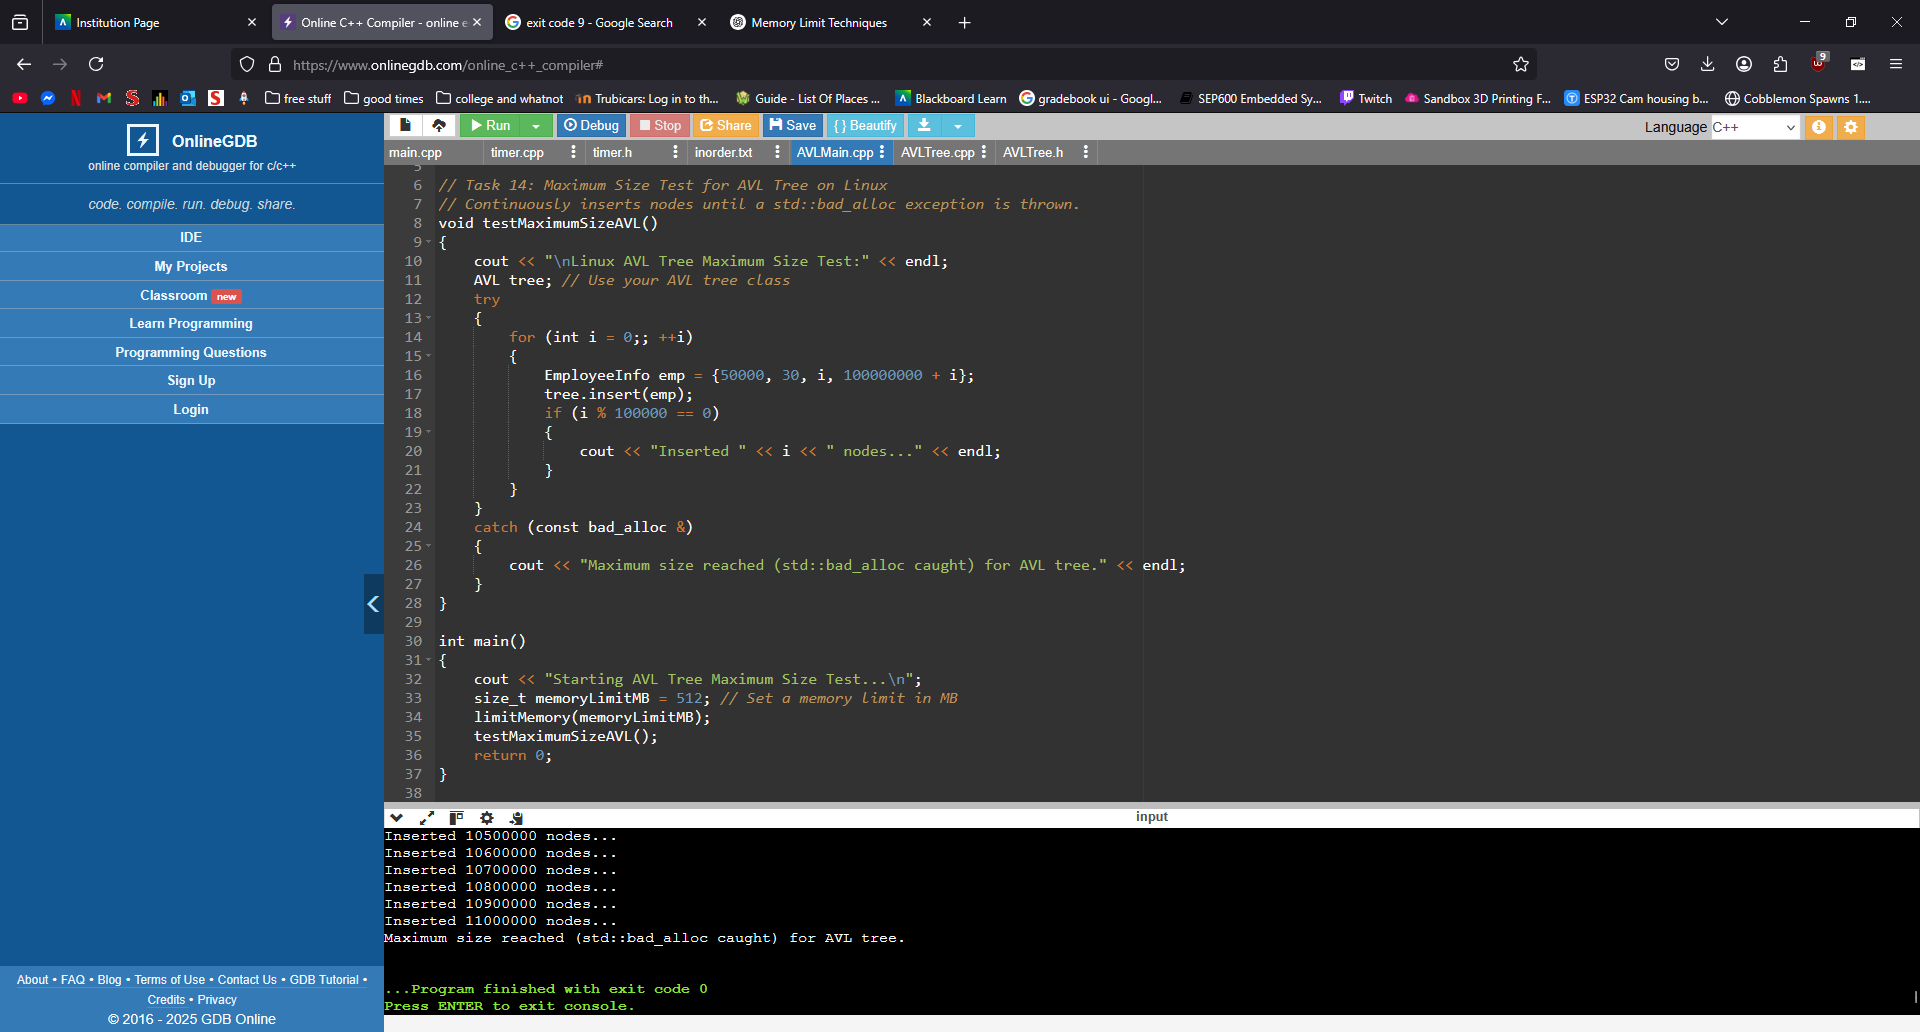 Institution Page
Online C++ Compiler - online e
exit code 9 - Google Search
Memory Limit Techniques
https://www.onlinegdb.com/online_c++_compiler#
9
free stuff
good times
college and whatnot
Trubicars: Log in to th...
Guide - List Of Places ...
Blackboard Learn
gradebook ui - Googl...
SEP600 Embedded Sy...
Twitch
Sandbox 3D Printing F...
ESP32 Cam housing b...
Cobblemon Spawns 1....
OnlineGDB
online compiler and debugger for c/c++
code. compile. run. debug. share.
IDE
My Projects
Classroom new
Learn Programming
Programming Questions
Sign Up
Login
About • FAQ • Blog • Terms of Use • Contact Us • GDB Tutorial •
Credits • Privacy
© 2016 - 2025 GDB Online
Run
Debug
Stop
Share
Save
{ } Beautify
Language C++
main.cpp
timer.cpp
timer.h
inorder.txt
AVLMain.cpp
AVLTree.cpp
AVLTree.h
5
6 // Task 14: Maximum Size Test for AVL Tree on Linux
7 // Continuously inserts nodes until a std::bad_alloc exception is thrown.
8 void testMaximumSizeAVL()
9 {
10 cout << "\nLinux AVL Tree Maximum Size Test:" << endl;
11 AVL tree; // Use your AVL tree class
12 try
13 {
14 for (int i = 0;; ++i)
15 {
16 EmployeeInfo emp = {50000, 30, i, 100000000 + i};
17 tree.insert(emp);
18 if (i % 100000 == 0)
19 {
20 cout << "Inserted " << i << " nodes..." << endl;
21 }
22 }
23 }
24 catch (const bad_alloc &)
25 {
26 cout << "Maximum size reached (std::bad_alloc caught) for AVL tree." << endl;
27 }
28 }
29
30 int main()
31 {
32 cout << "Starting AVL Tree Maximum Size Test...\n";
33 size_t memoryLimitMB = 512; // Set a memory limit in MB
34 limitMemory(memoryLimitMB);
35 testMaximumSizeAVL();
36 return 0;
37 }
38
input
Inserted 10500000 nodes...
Inserted 10600000 nodes...
Inserted 10700000 nodes...
Inserted 10800000 nodes...
Inserted 10900000 nodes...
Inserted 11000000 nodes...
Maximum size reached (std::bad_alloc caught) for AVL tree.
...Program finished with exit code 0
Press ENTER to exit console.